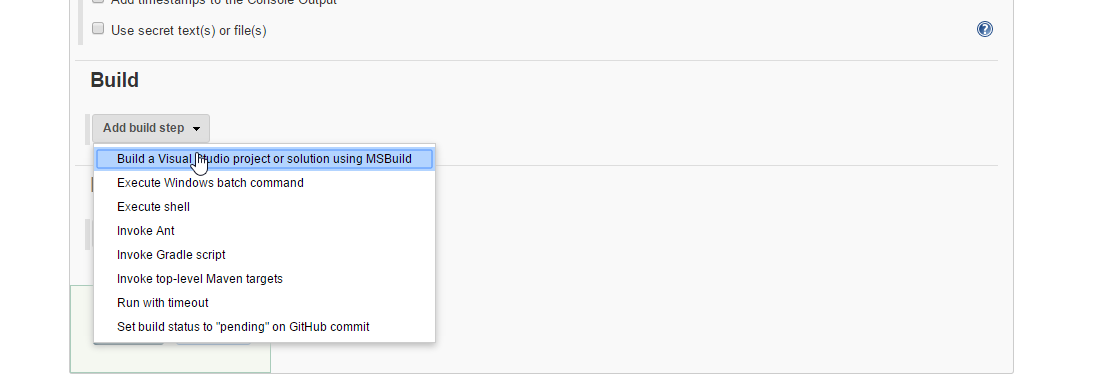 Add timestamps to the Console Output
Use secret text(s) or file(s)
Build
Add build step
Build a Visual Studio project or solution using MSBuild
Execute Windows batch command
Execute shell
Invoke Ant
Invoke Gradle script
Invoke top-level Maven targets
Run with timeout
Set build status to "pending" on GitHub commit